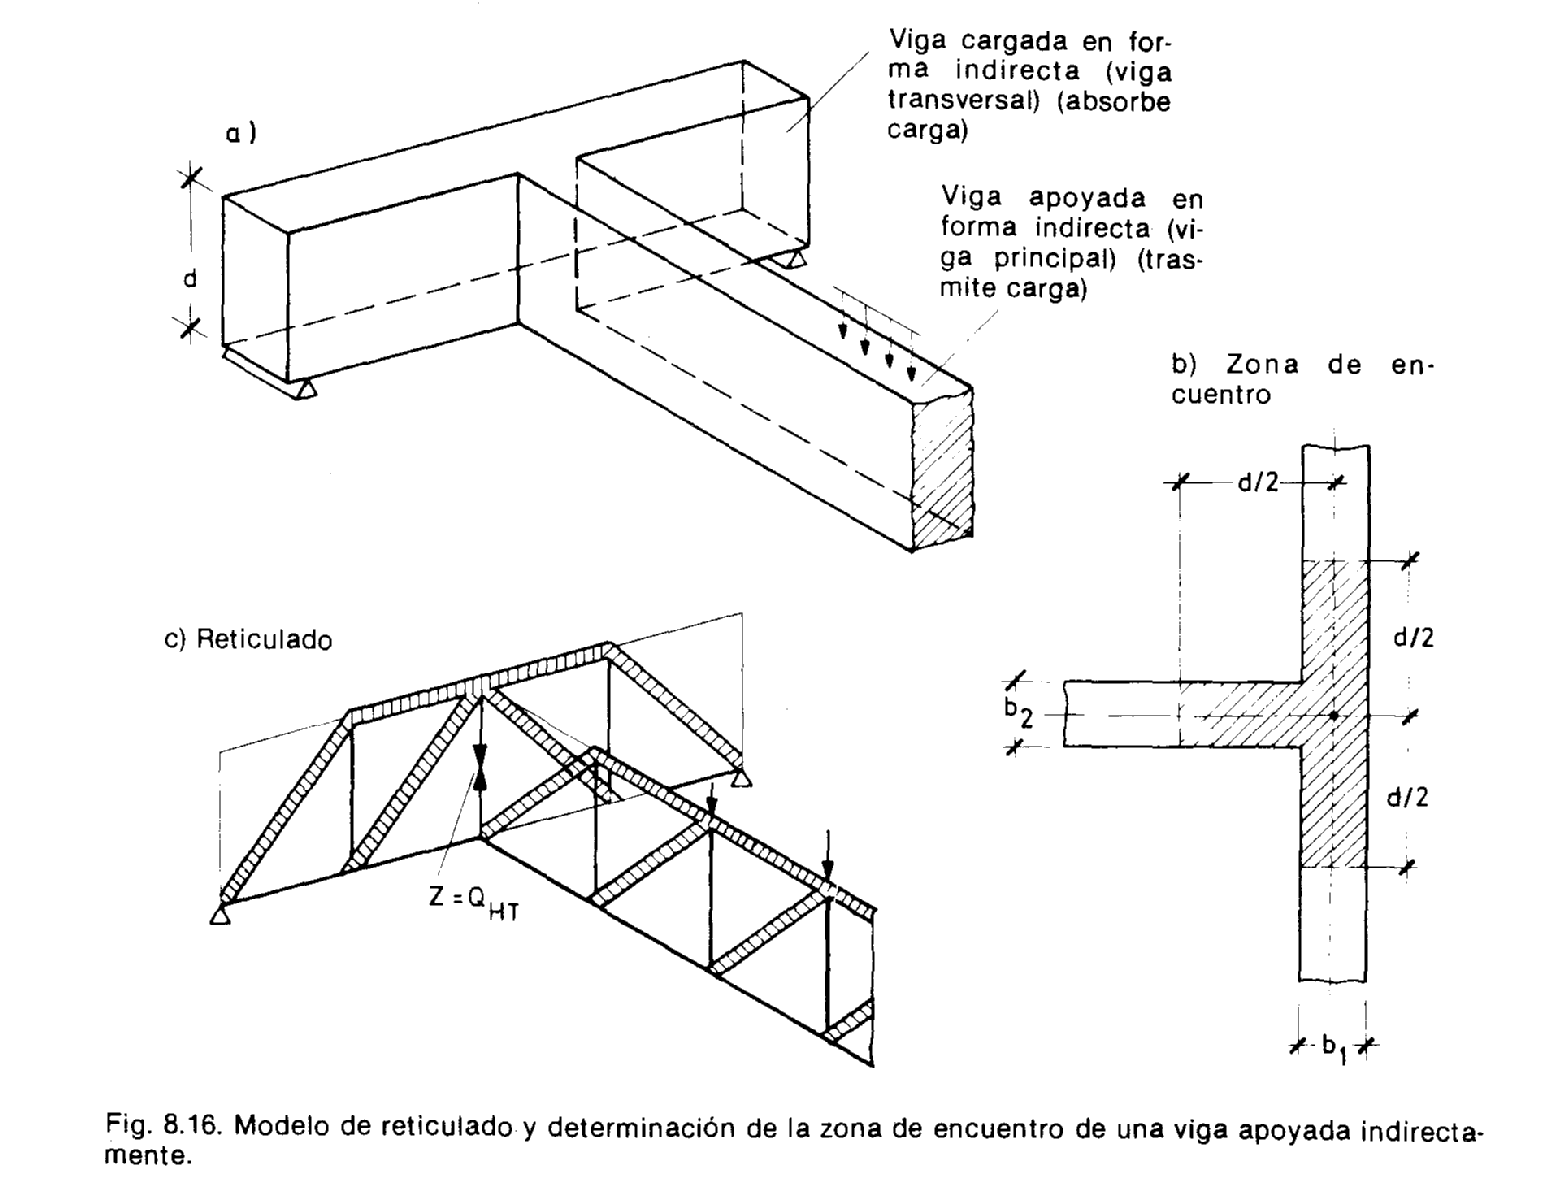 a)
Viga cargada en for-
ma indirecta (viga
transversal) (absorbe
carga)
d
Viga apoyada en
forma indirecta (vi-
ga principal) (tras-
mite carga)
b) Zona de en-
cuentro
d/2
d/2
d/2
b2
b1
c) Reticulado
Z = QHT
Fig. 8.16. Modelo de reticulado y determinación de la zona de encuentro de una viga apoyada indirecta-
mente.